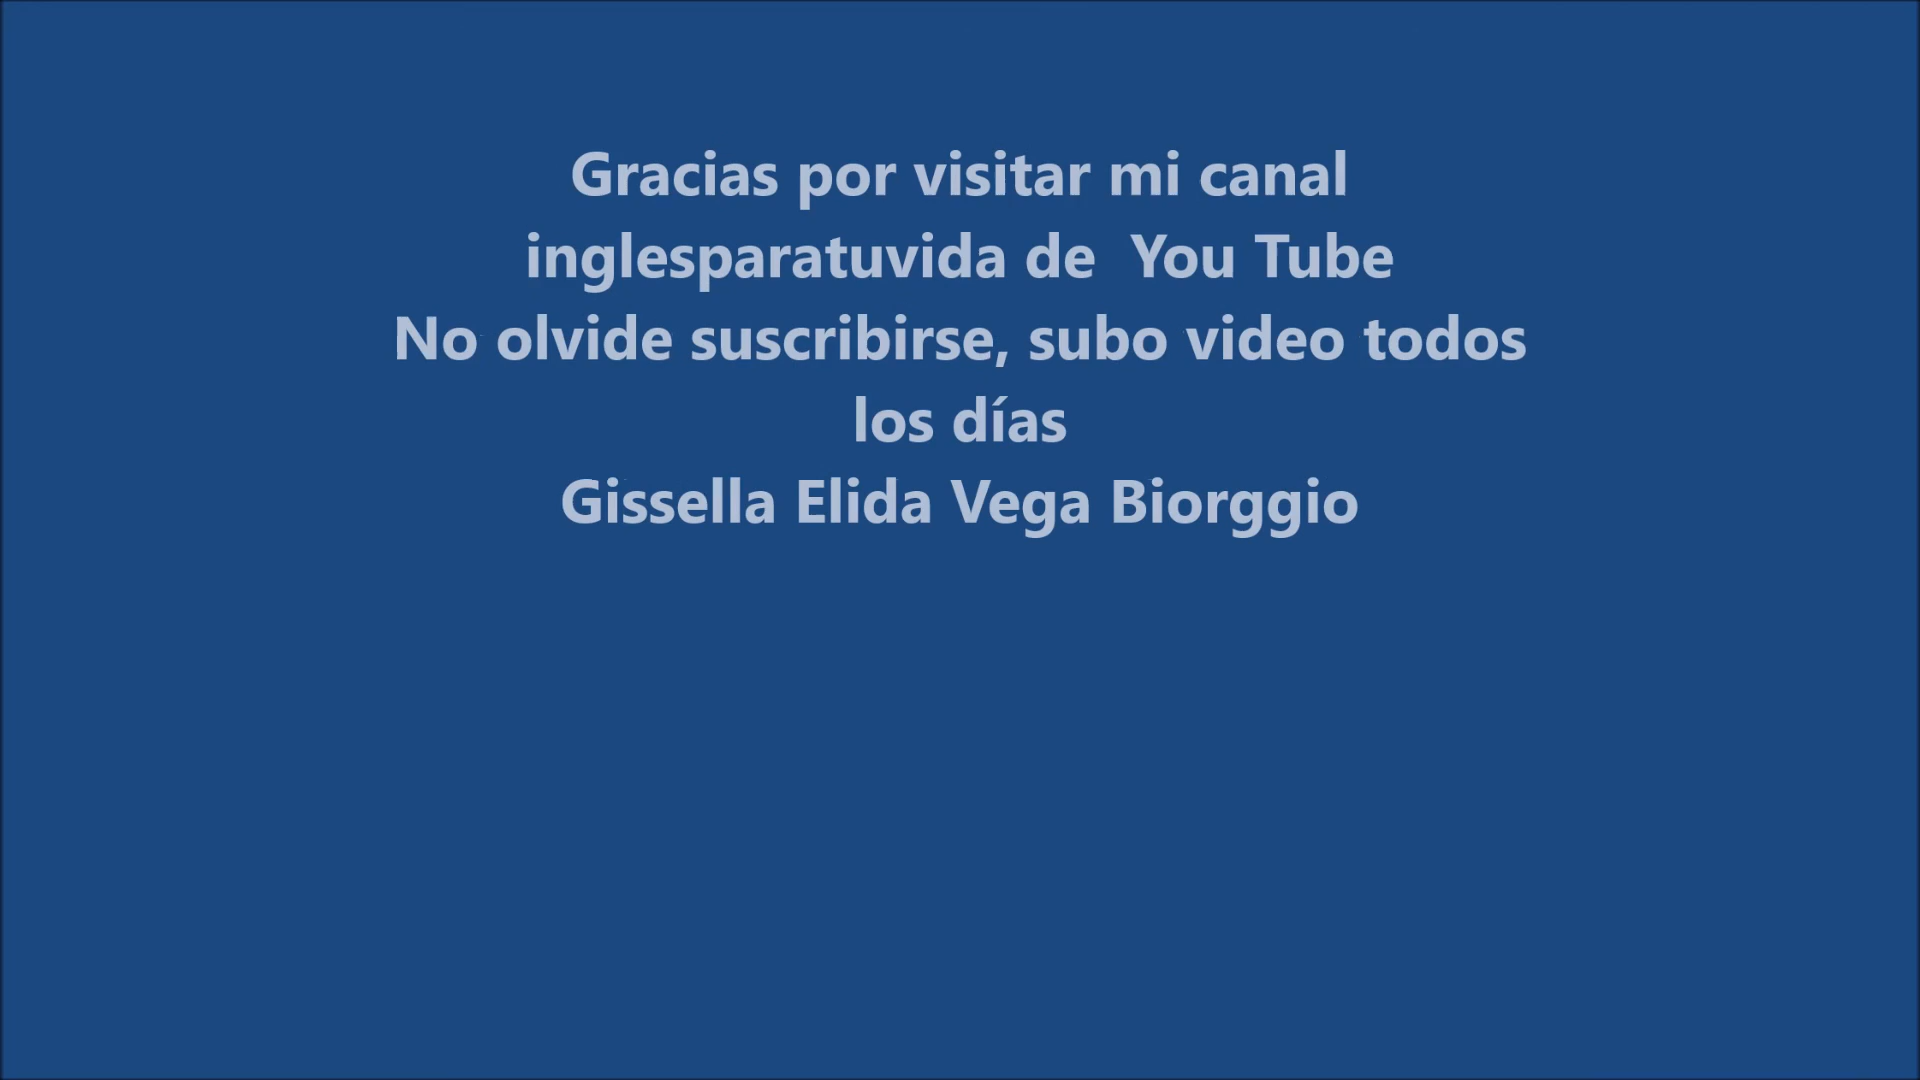 Gracias por visitar mi canal
inglesparatuvida de  You Tube
No olvide suscribirse, subo video todos
los días
Gissella Elida Vega Biorggio